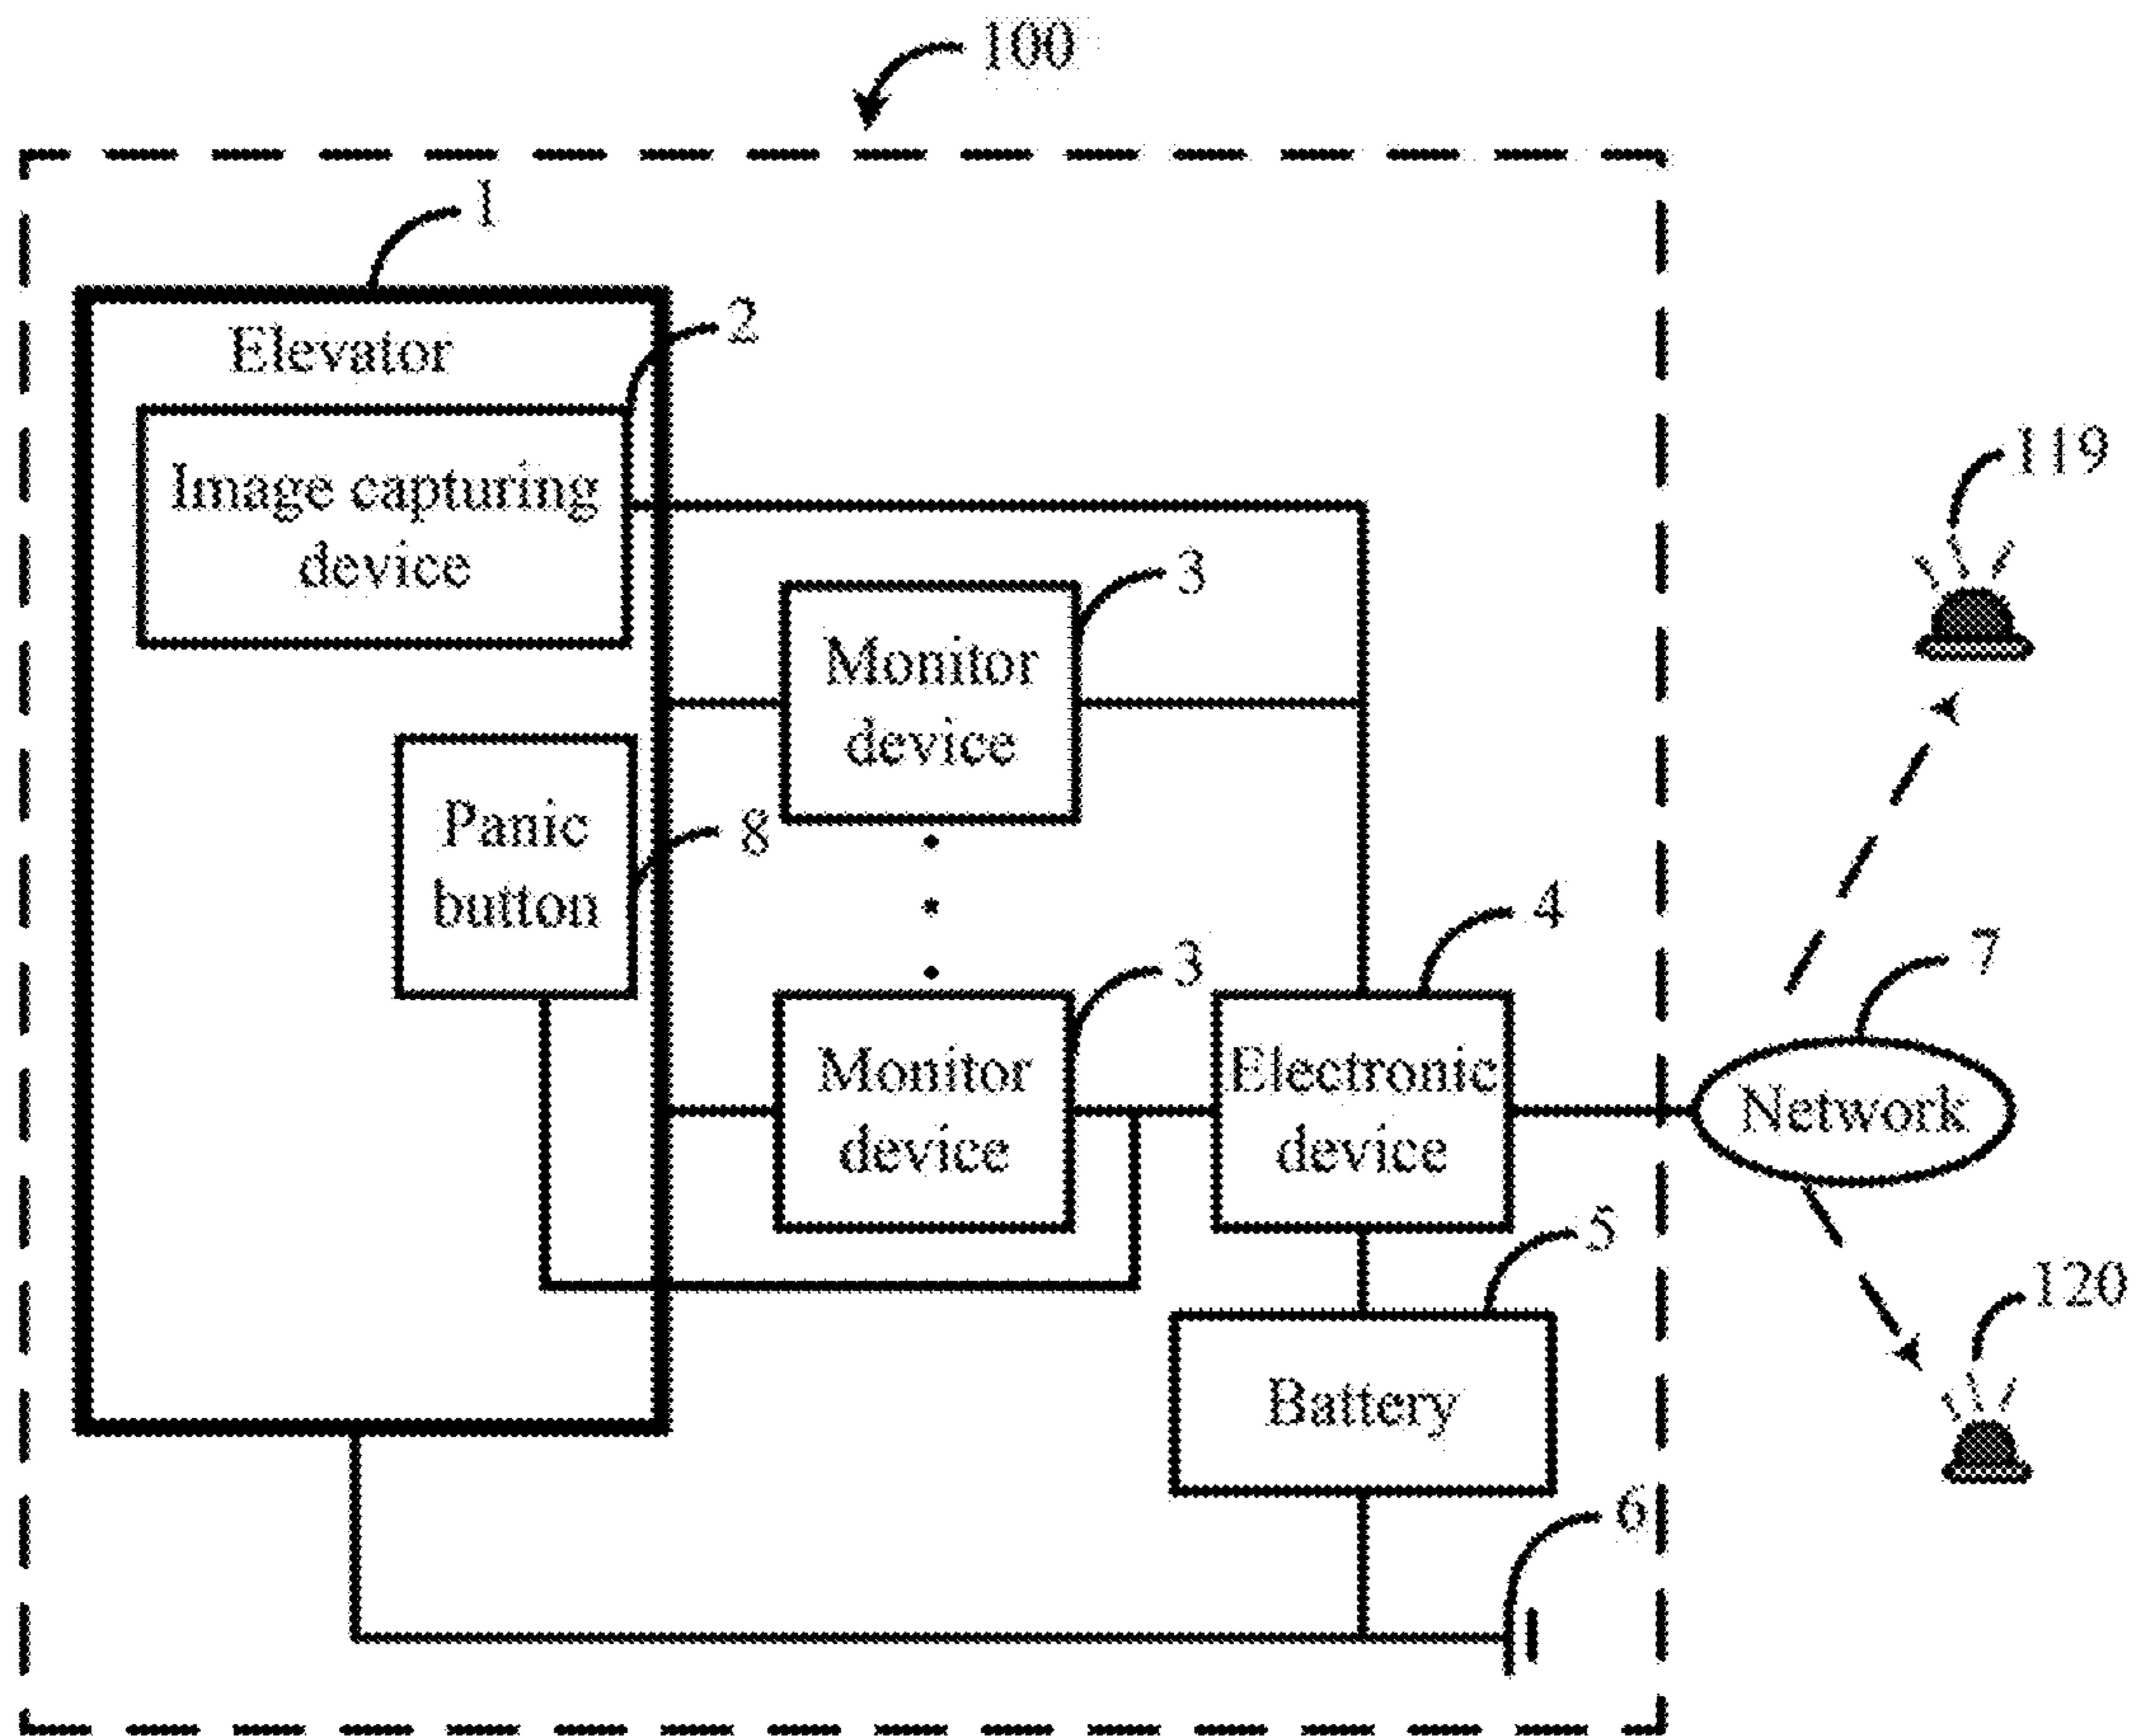 100
1
Elevator
2
Image capturing
device
119
3
Monitor
device
Panic
button
8
4
7
3
Monitor
device
Electronic
device
Network
5
120
Battery
6